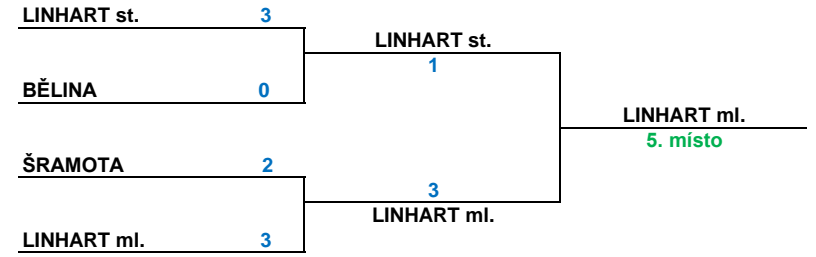 LINHART st. 3
LINHART st.
1
BĚLINA 0
LINHART ml.
5. místo
ŠRAMOTA 2
3
LINHART ml.
LINHART ml. 3